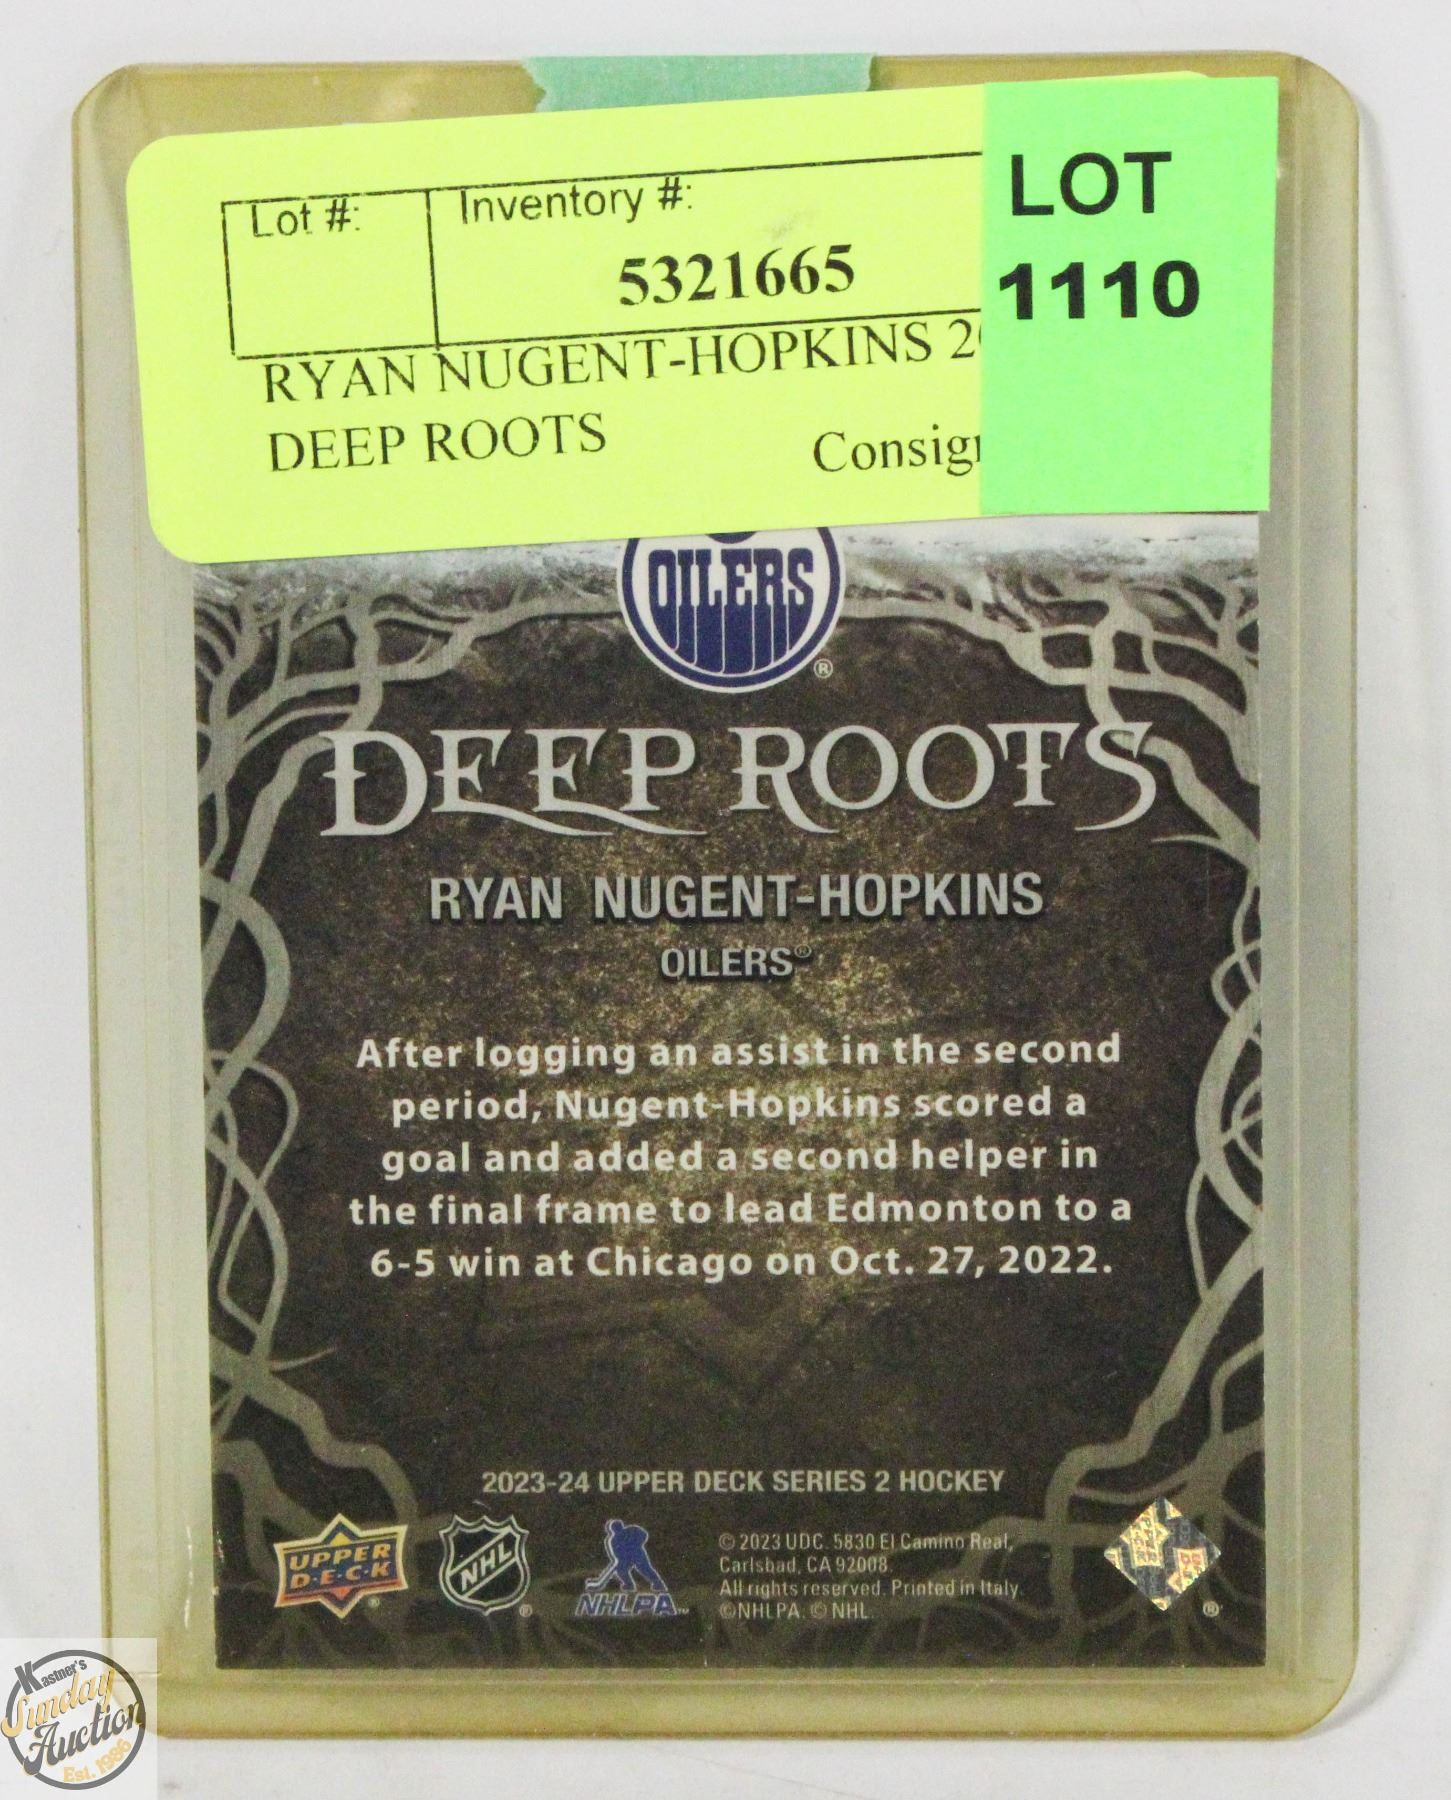 Lot #:
Inventory #:
5321665
LOT
1110
RYAN NUGENT-HOPKINS
DEEP ROOTS
OILERS®
DEEP ROOTS
RYAN NUGENT-HOPKINS
OILERS®
After logging an assist in the second
period, Nugent-Hopkins scored a
goal and added a second helper in
the final frame to lead Edmonton to a
6-5 win at Chicago on Oct. 27, 2022.
2023-24 UPPER DECK SERIES 2 HOCKEY
UPPER
D·E·C·K
®
NHL
®
NHLPA™
© 2023 UDC. 5830 El Camino Real,
Carlsbad, CA 92008.
All rights reserved. Printed in Italy.
©NHLPA. © NHL.
®
Kastner's
Sunday
Auction
Est. 1986